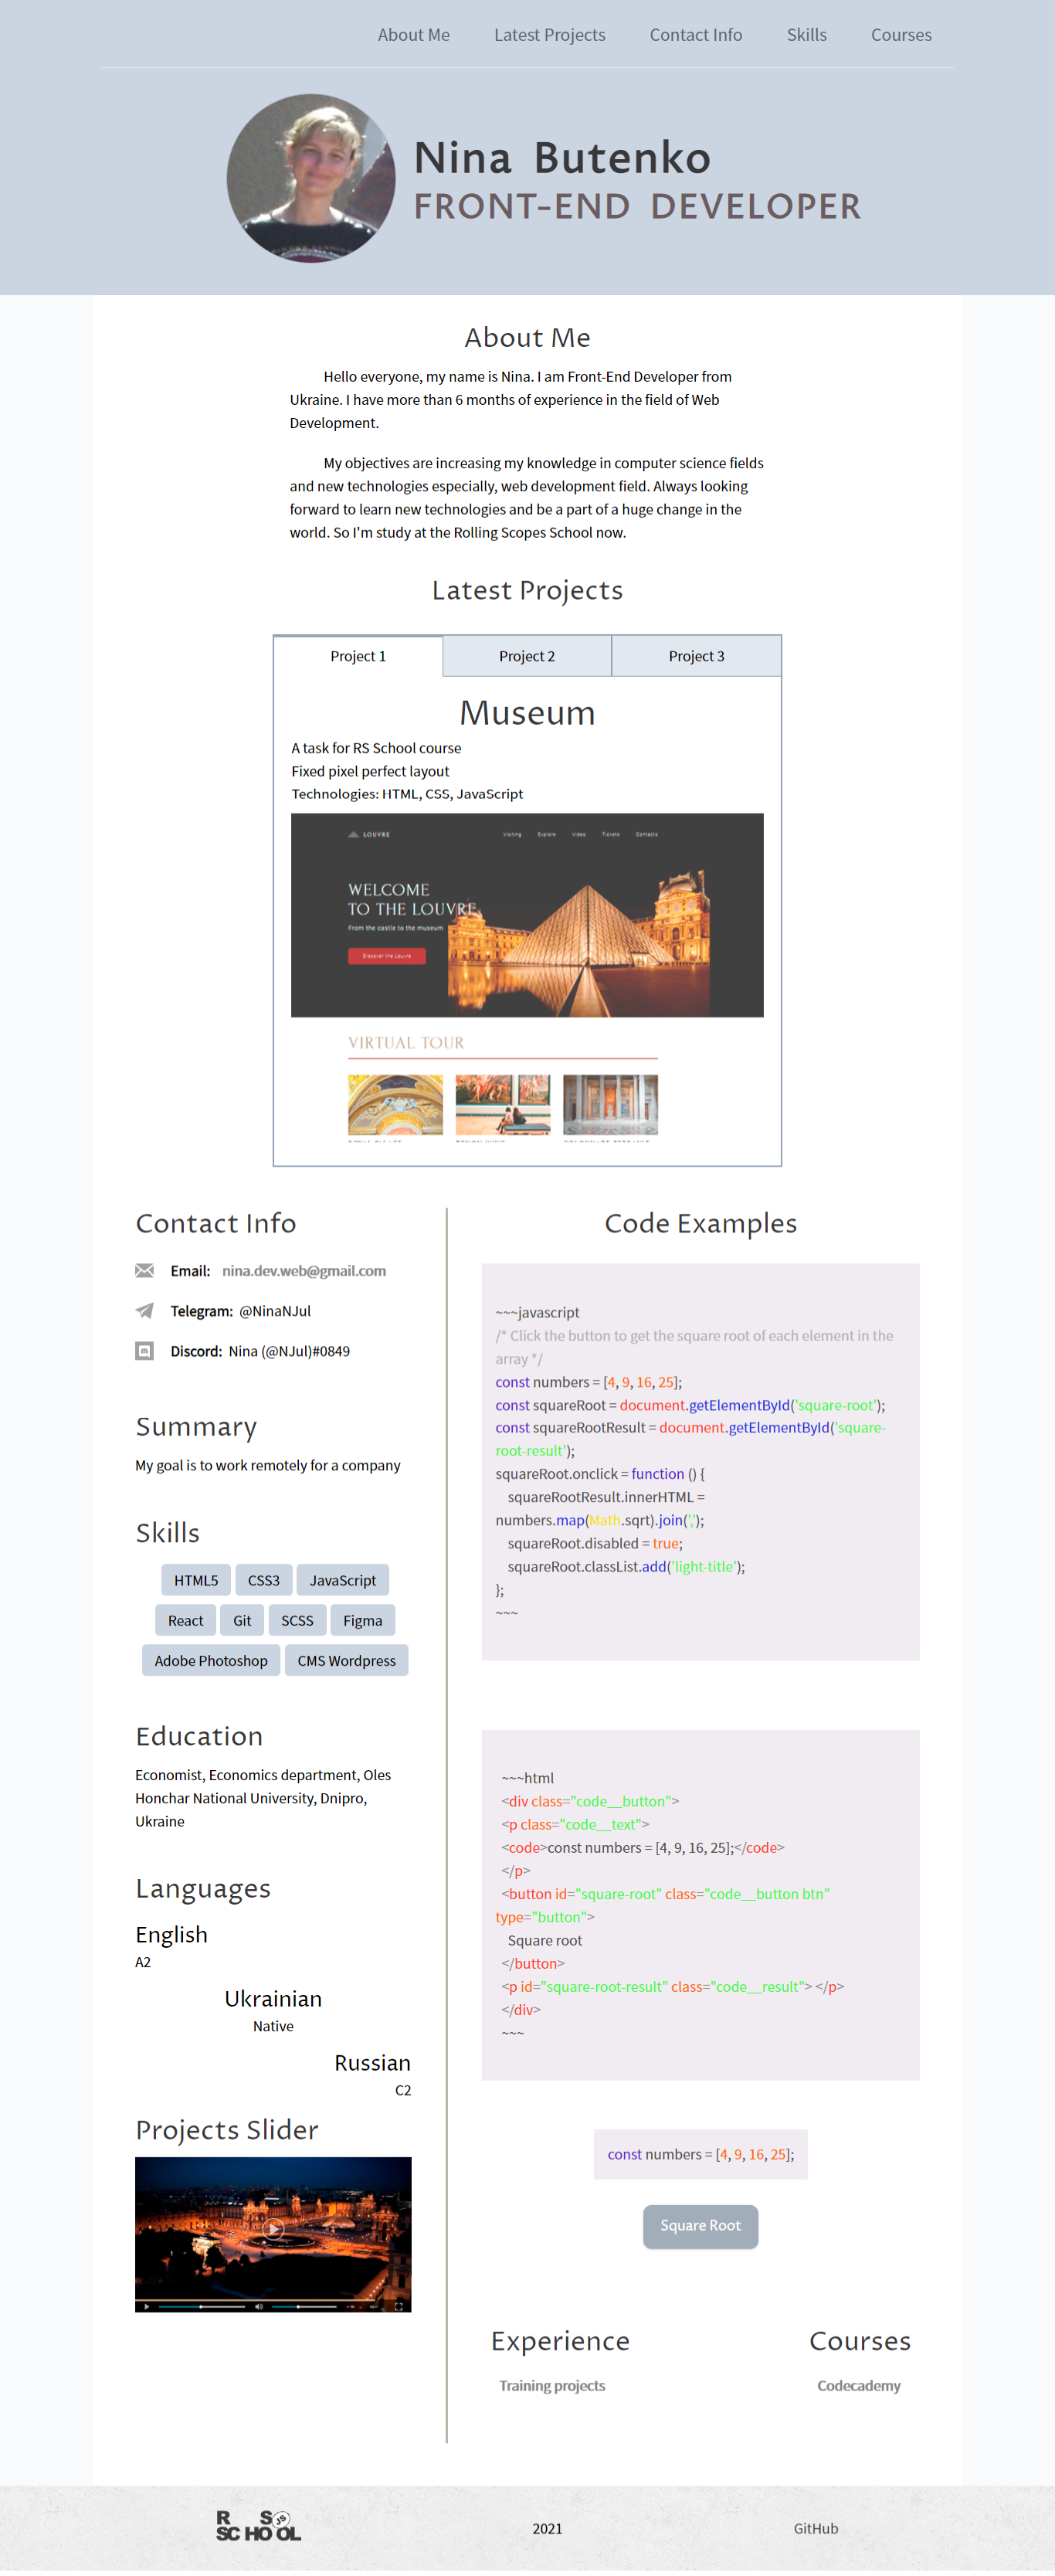 About Me Latest Projects Contact Info Skills Courses
Nina Butenko
FRONT-END DEVELOPER
About Me
Hello everyone, my name is Nina. I am Front-End Developer from
Ukraine. I have more than 6 months of experience in the field of Web
Development.
My objectives are increasing my knowledge in computer science fields
and new technologies especially, web development field. Always looking
forward to learn new technologies and be a part of a huge change in the
world. So I'm study at the Rolling Scopes School now.
Latest Projects
Project 1 Project 2 Project 3
Museum
A task for RS School course
Fixed pixel perfect layout
Technologies: HTML, CSS, JavaScript
LOUVRE Visiting Explore Video Tickets Contacts
WELCOME
TO THE LOUVRE
From the castle to the museum
Discover the Louvre
VIRTUAL TOUR
Contact Info
Email: nina.dev.web@gmail.com
Telegram: @NinaNJul
Discord: Nina (@NJul)#0849
Summary
My goal is to work remotely for a company
Skills
HTML5 CSS3 JavaScript
React Git SCSS Figma
Adobe Photoshop CMS Wordpress
Education
Economist, Economics department, Oles
Honchar National University, Dnipro,
Ukraine
Languages
English
A2
Ukrainian
Native
Russian
C2
Projects Slider
Code Examples
~~~javascript
/* Click the button to get the square root of each element in the
array */
const numbers = [4, 9, 16, 25];
const squareRoot = document.getElementById('square-root');
const squareRootResult = document.getElementById('square-
root-result');
squareRoot.onclick = function () {
squareRootResult.innerHTML =
numbers.map(Math.sqrt).join(',');
squareRoot.disabled = true;
squareRoot.classList.add('light-title');
};
~~~
~~~html
<div class="code__button">
<p class="code__text">
<code>const numbers = [4, 9, 16, 25];</code>
</p>
<button id="square-root" class="code__button btn"
type="button">
Square root
</button>
<p id="square-root-result" class="code__result"> </p>
</div>
~~~
const numbers = [4, 9, 16, 25];
Square Root
Experience
Training projects
Courses
Codecademy
RS SCHOOL
2021
GitHub